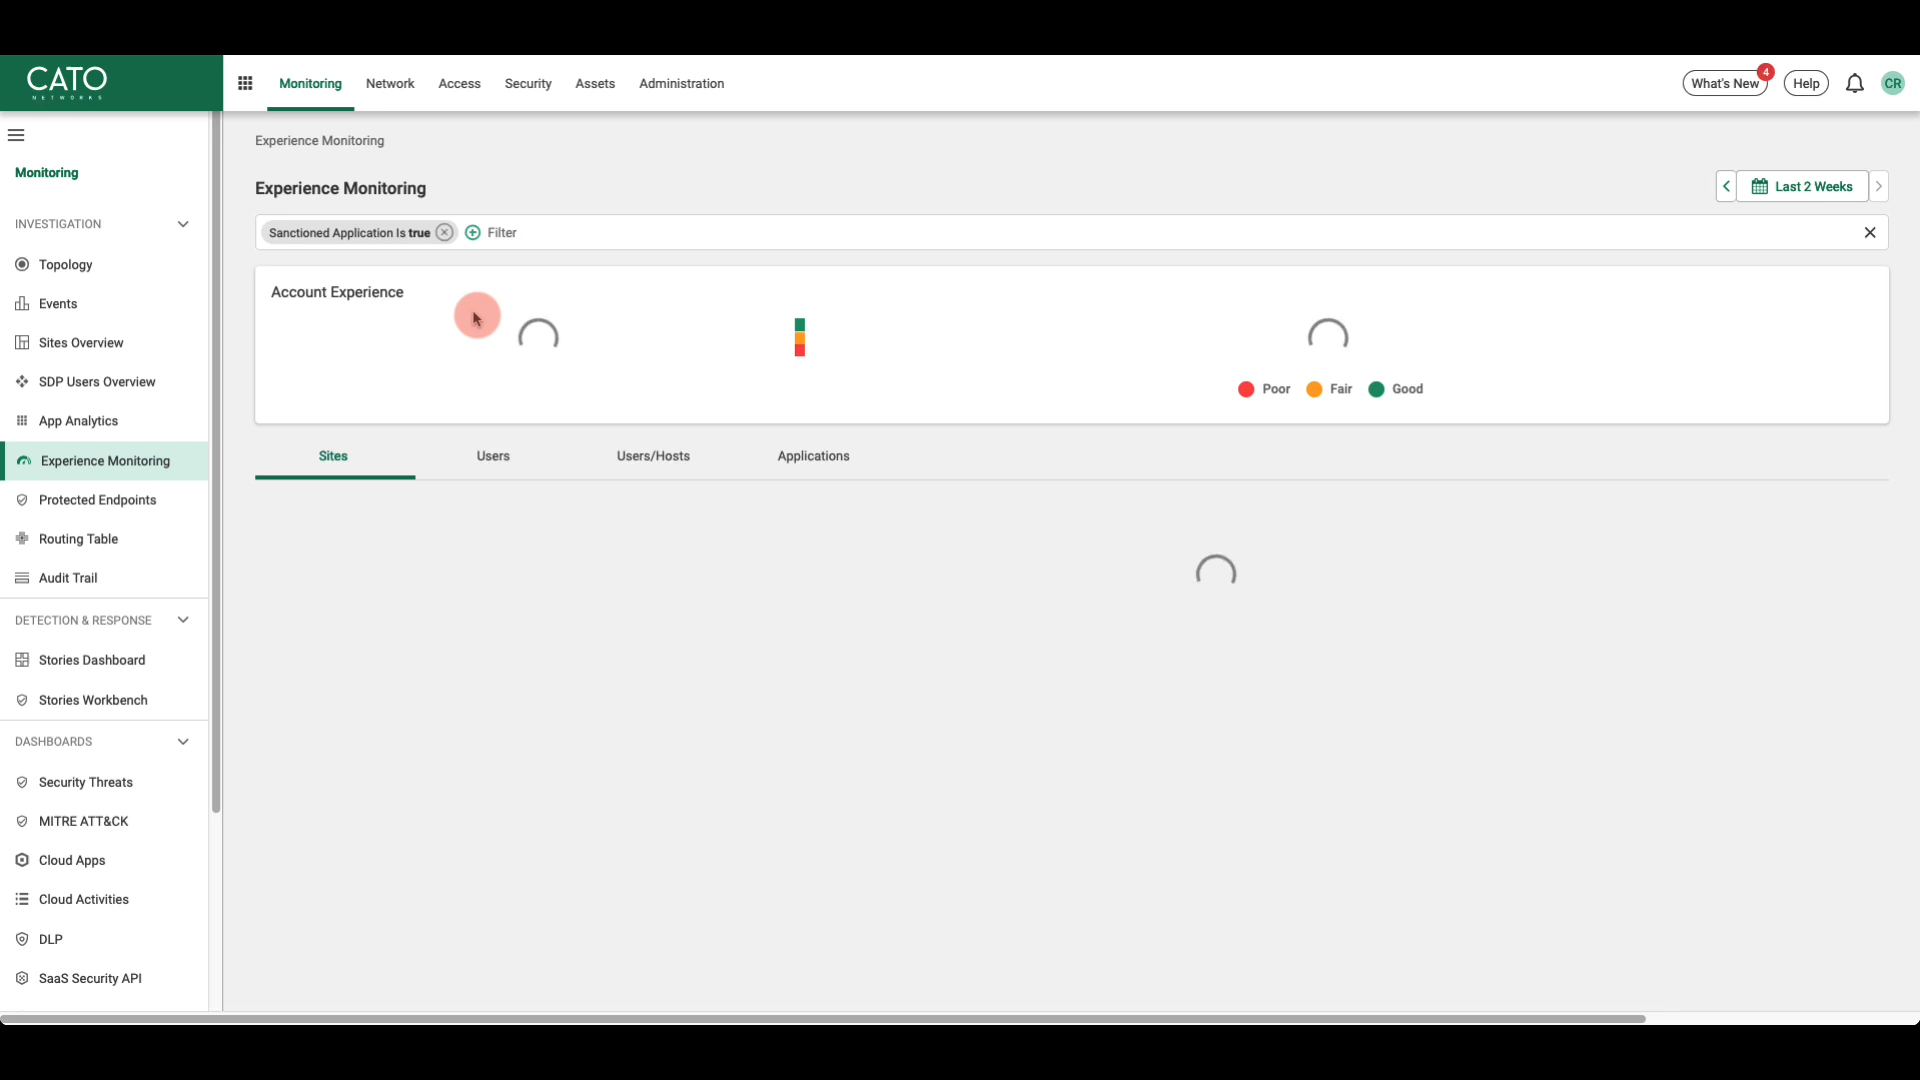 CATO
NETWORKS
Monitoring
Network
Access
Security
Assets
Administration
What's New
4
Help
CR
Monitoring
INVESTIGATION
Topology
Events
Sites Overview
SDP Users Overview
App Analytics
Experience Monitoring
Protected Endpoints
Routing Table
Audit Trail
DETECTION & RESPONSE
Stories Dashboard
Stories Workbench
DASHBOARDS
Security Threats
MITRE ATT&CK
Cloud Apps
Cloud Activities
DLP
SaaS Security API
Experience Monitoring
Experience Monitoring
Last 2 Weeks
Sanctioned Application Is true
Filter
Account Experience
Poor
Fair
Good
Sites
Users
Users/Hosts
Applications